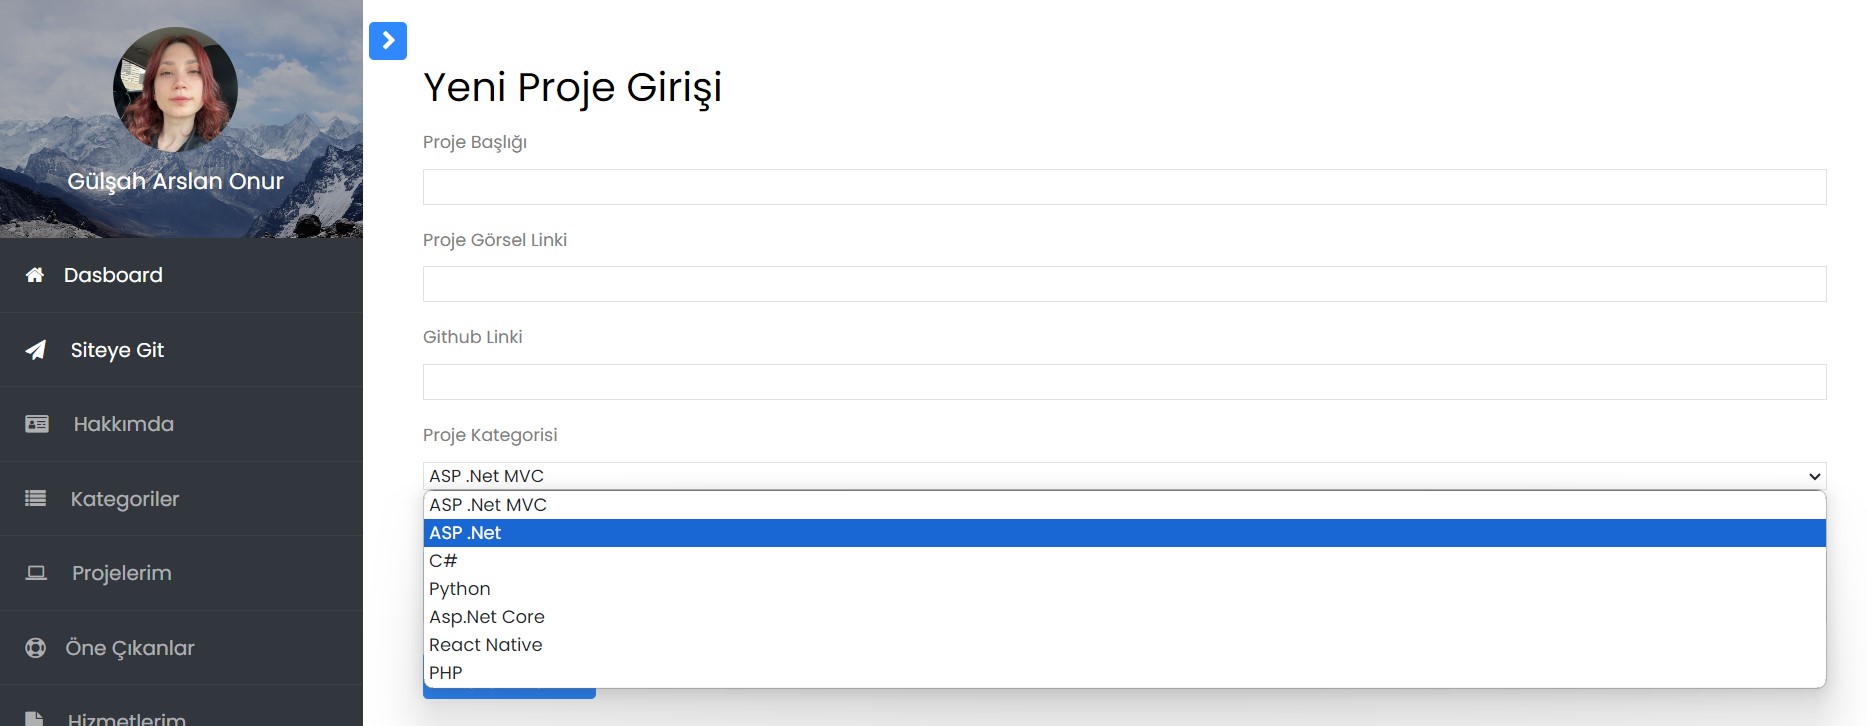 Gülşah Arslan Onur
Dasboard
Siteye Git
Hakkımda
Kategoriler
Projelerim
Öne Çıkanlar
Hizmetlerim
Yeni Proje Girişi
Proje Başlığı
Proje Görsel Linki
Github Linki
Proje Kategorisi
ASP .Net MVC
ASP .Net MVC
ASP .Net
C#
Python
Asp.Net Core
React Native
PHP